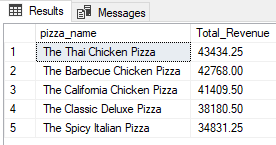 Results Messages
pizza_name Total_Revenue
1 The Thai Chicken Pizza 43434.25
2 The Barbecue Chicken Pizza 42768.00
3 The California Chicken Pizza 41409.50
4 The Classic Deluxe Pizza 38180.50
5 The Spicy Italian Pizza 34831.25